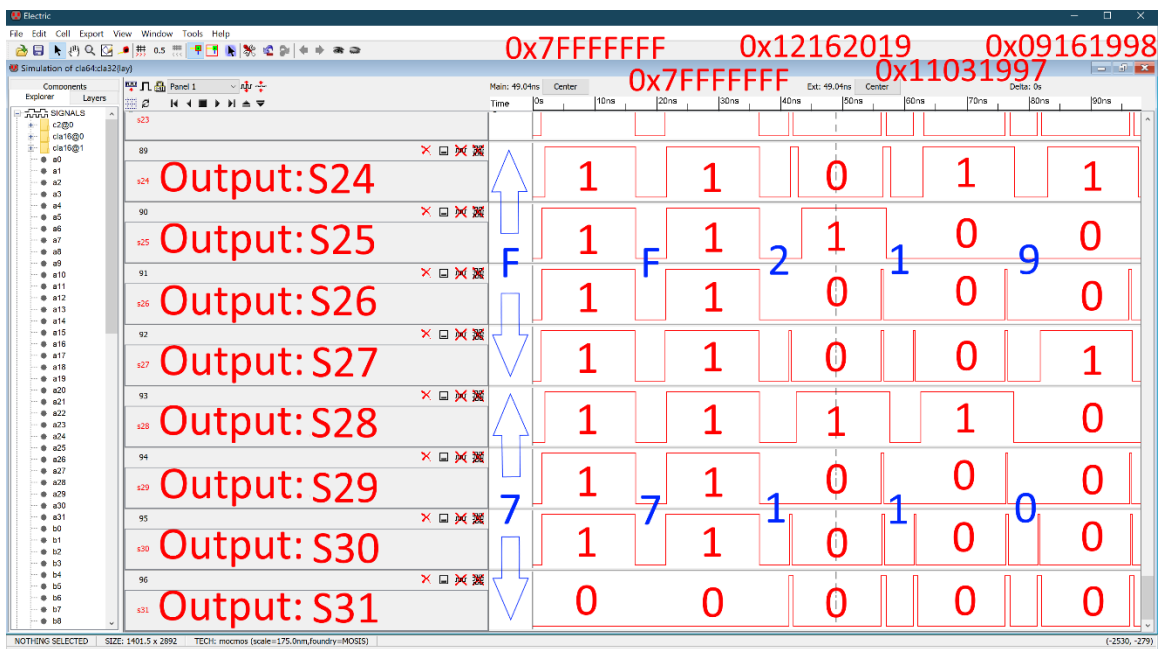 Electric
File Edit Cell Export View Window Tools Help
0.5
0x7FFFFFFF 0x12162019 0x09161998
0x7FFFFFFF 0x11031997
Simulation of cla64:cla32{lay}
Components
Explorer Layers
Panel 1
Main: 49.04ns Center Ext: 49.04ns Center Delta: 0s
Time 0s 10ns 20ns 30ns 40ns 50ns 60ns 70ns 80ns 90ns
SIGNALS
c2@0
cla16@0
cla16@1
a0
a1
a2
a3
a4
a5
a6
a7
a8
a9
a10
a11
a12
a13
a14
a15
a16
a17
a18
a19
a20
a21
a22
a23
a24
a25
a26
a27
a28
a29
a30
a31
b0
b1
b2
b3
b4
b5
b6
b7
b8
s23
89
s24 Output: S24 1 1 0 1 1
90
s25 Output: S25 1 1 1 0 0
F F 2 1 9
91
s26 Output: S26 1 1 0 0 0
92
s27 Output: S27 1 1 0 0 1
93
s28 Output: S28 1 1 1 1 0
94
s29 Output: S29 1 1 0 0 0
7 7 1 1 0
95
s30 Output: S30 1 1 0 0 0
96
s31 Output: S31 0 0 0 0 0
NOTHING SELECTED SIZE: 1401.5 x 2892 TECH: mocmos (scale=175.0nm,foundry=MOSIS) (-2530, -279)